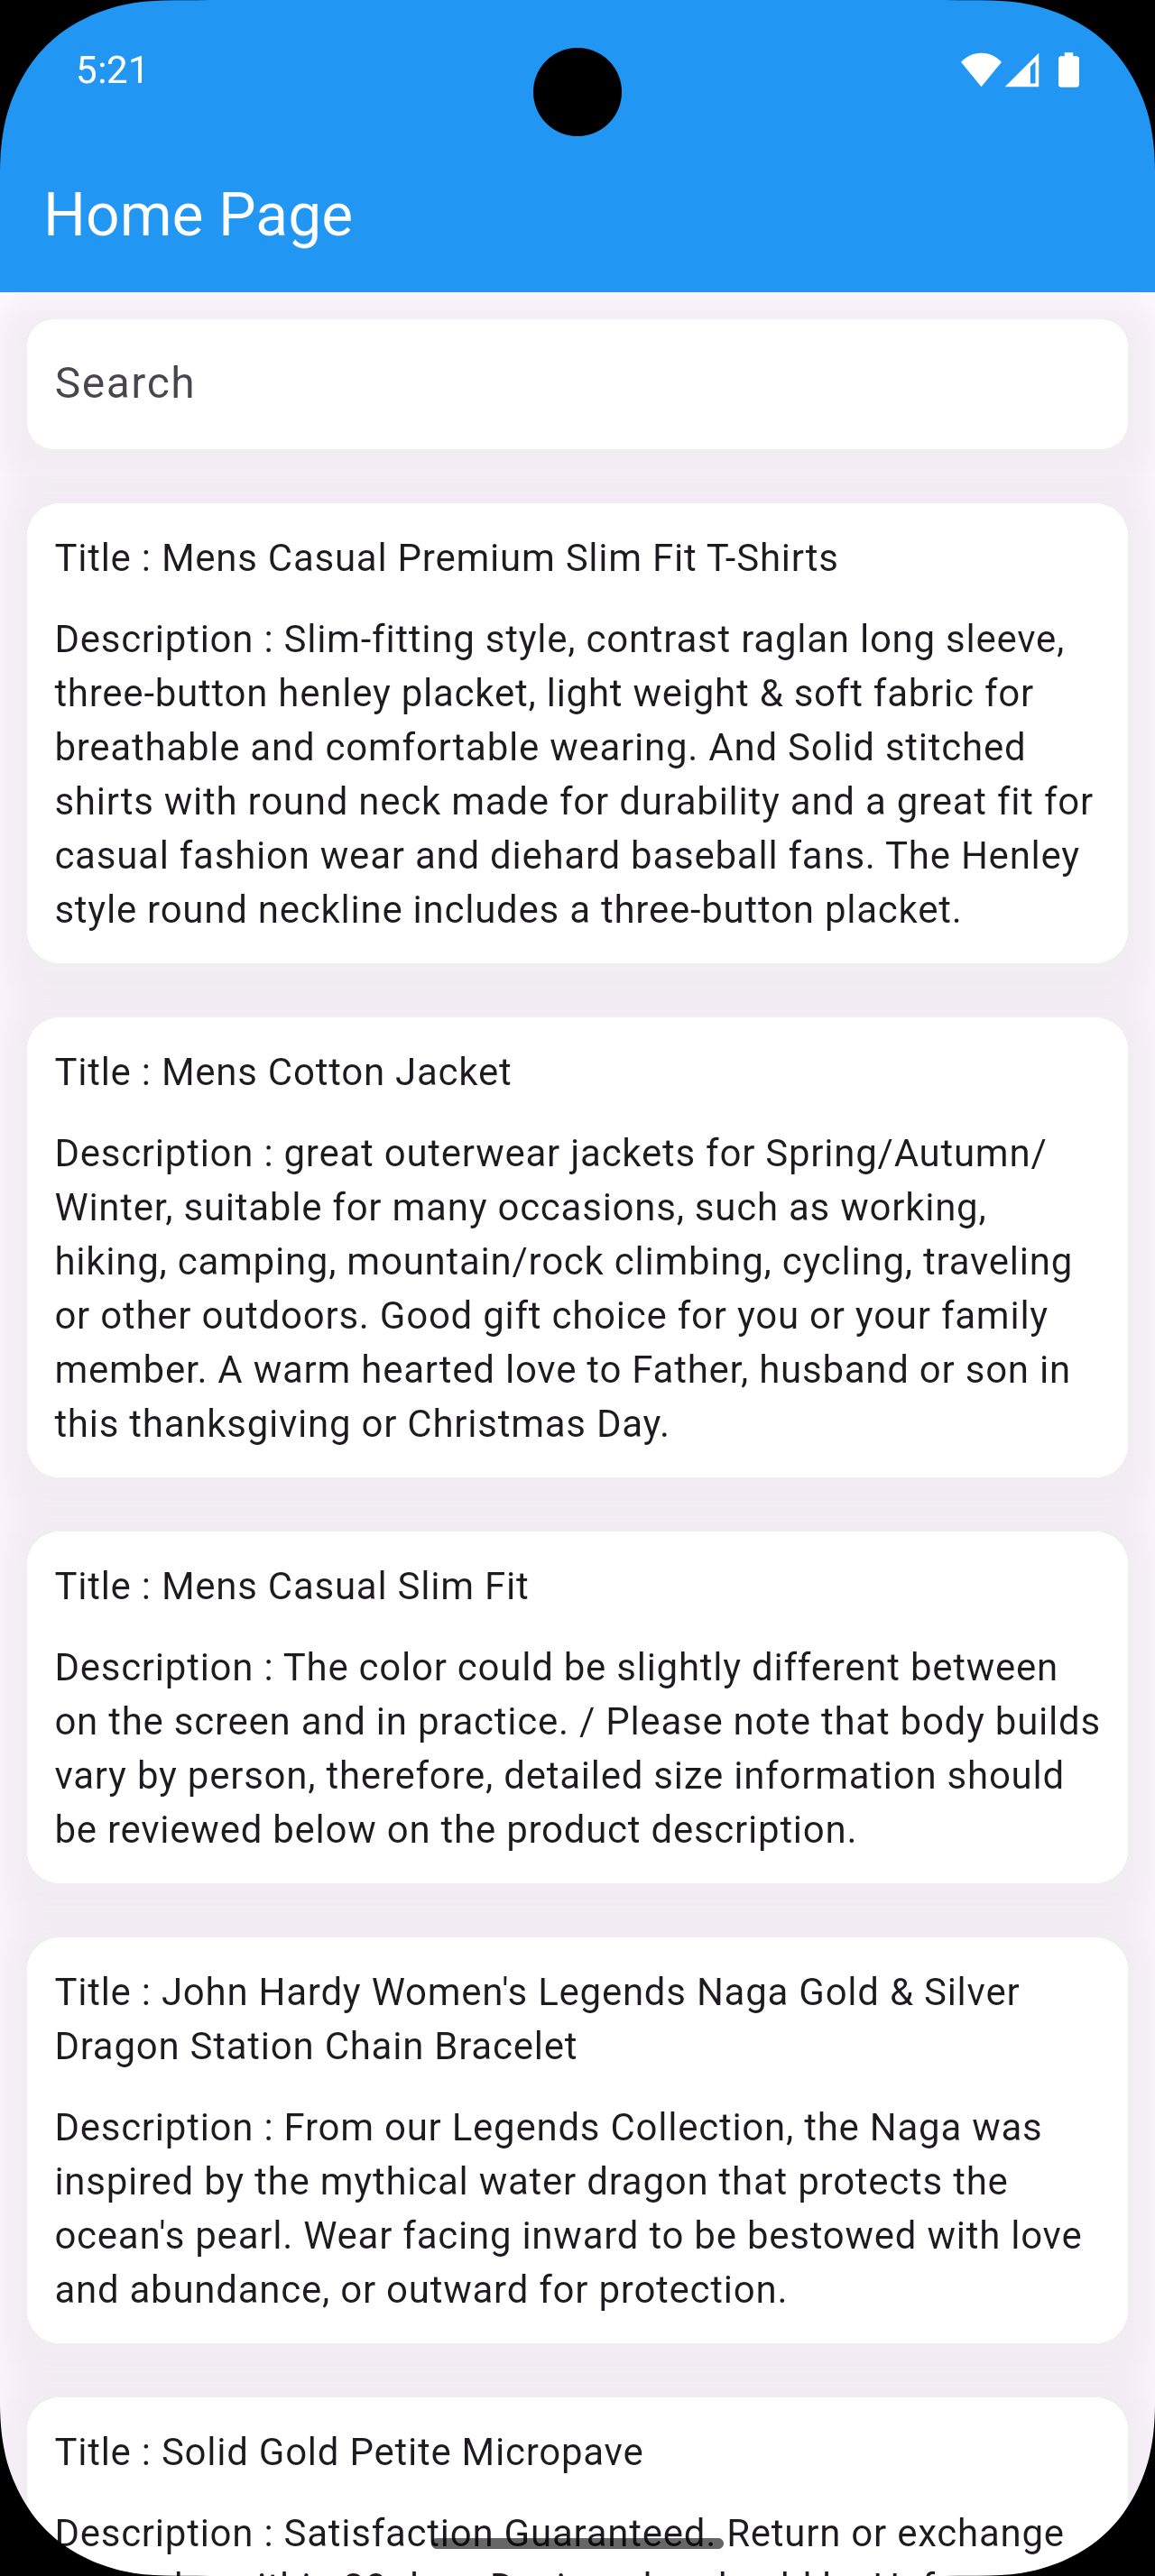 5:21
Home Page
Search
Title : Mens Casual Premium Slim Fit T-Shirts
Description : Slim-fitting style, contrast raglan long sleeve,
three-button henley placket, light weight & soft fabric for
breathable and comfortable wearing. And Solid stitched
shirts with round neck made for durability and a great fit for
casual fashion wear and diehard baseball fans. The Henley
style round neckline includes a three-button placket.
Title : Mens Cotton Jacket
Description : great outerwear jackets for Spring/Autumn/
Winter, suitable for many occasions, such as working,
hiking, camping, mountain/rock climbing, cycling, traveling
or other outdoors. Good gift choice for you or your family
member. A warm hearted love to Father, husband or son in
this thanksgiving or Christmas Day.
Title : Mens Casual Slim Fit
Description : The color could be slightly different between
on the screen and in practice. / Please note that body builds
vary by person, therefore, detailed size information should
be reviewed below on the product description.
Title : John Hardy Women's Legends Naga Gold & Silver
Dragon Station Chain Bracelet
Description : From our Legends Collection, the Naga was
inspired by the mythical water dragon that protects the
ocean's pearl. Wear facing inward to be bestowed with love
and abundance, or outward for protection.
Title : Solid Gold Petite Micropave
Description : Satisfaction Guaranteed. Return or exchange